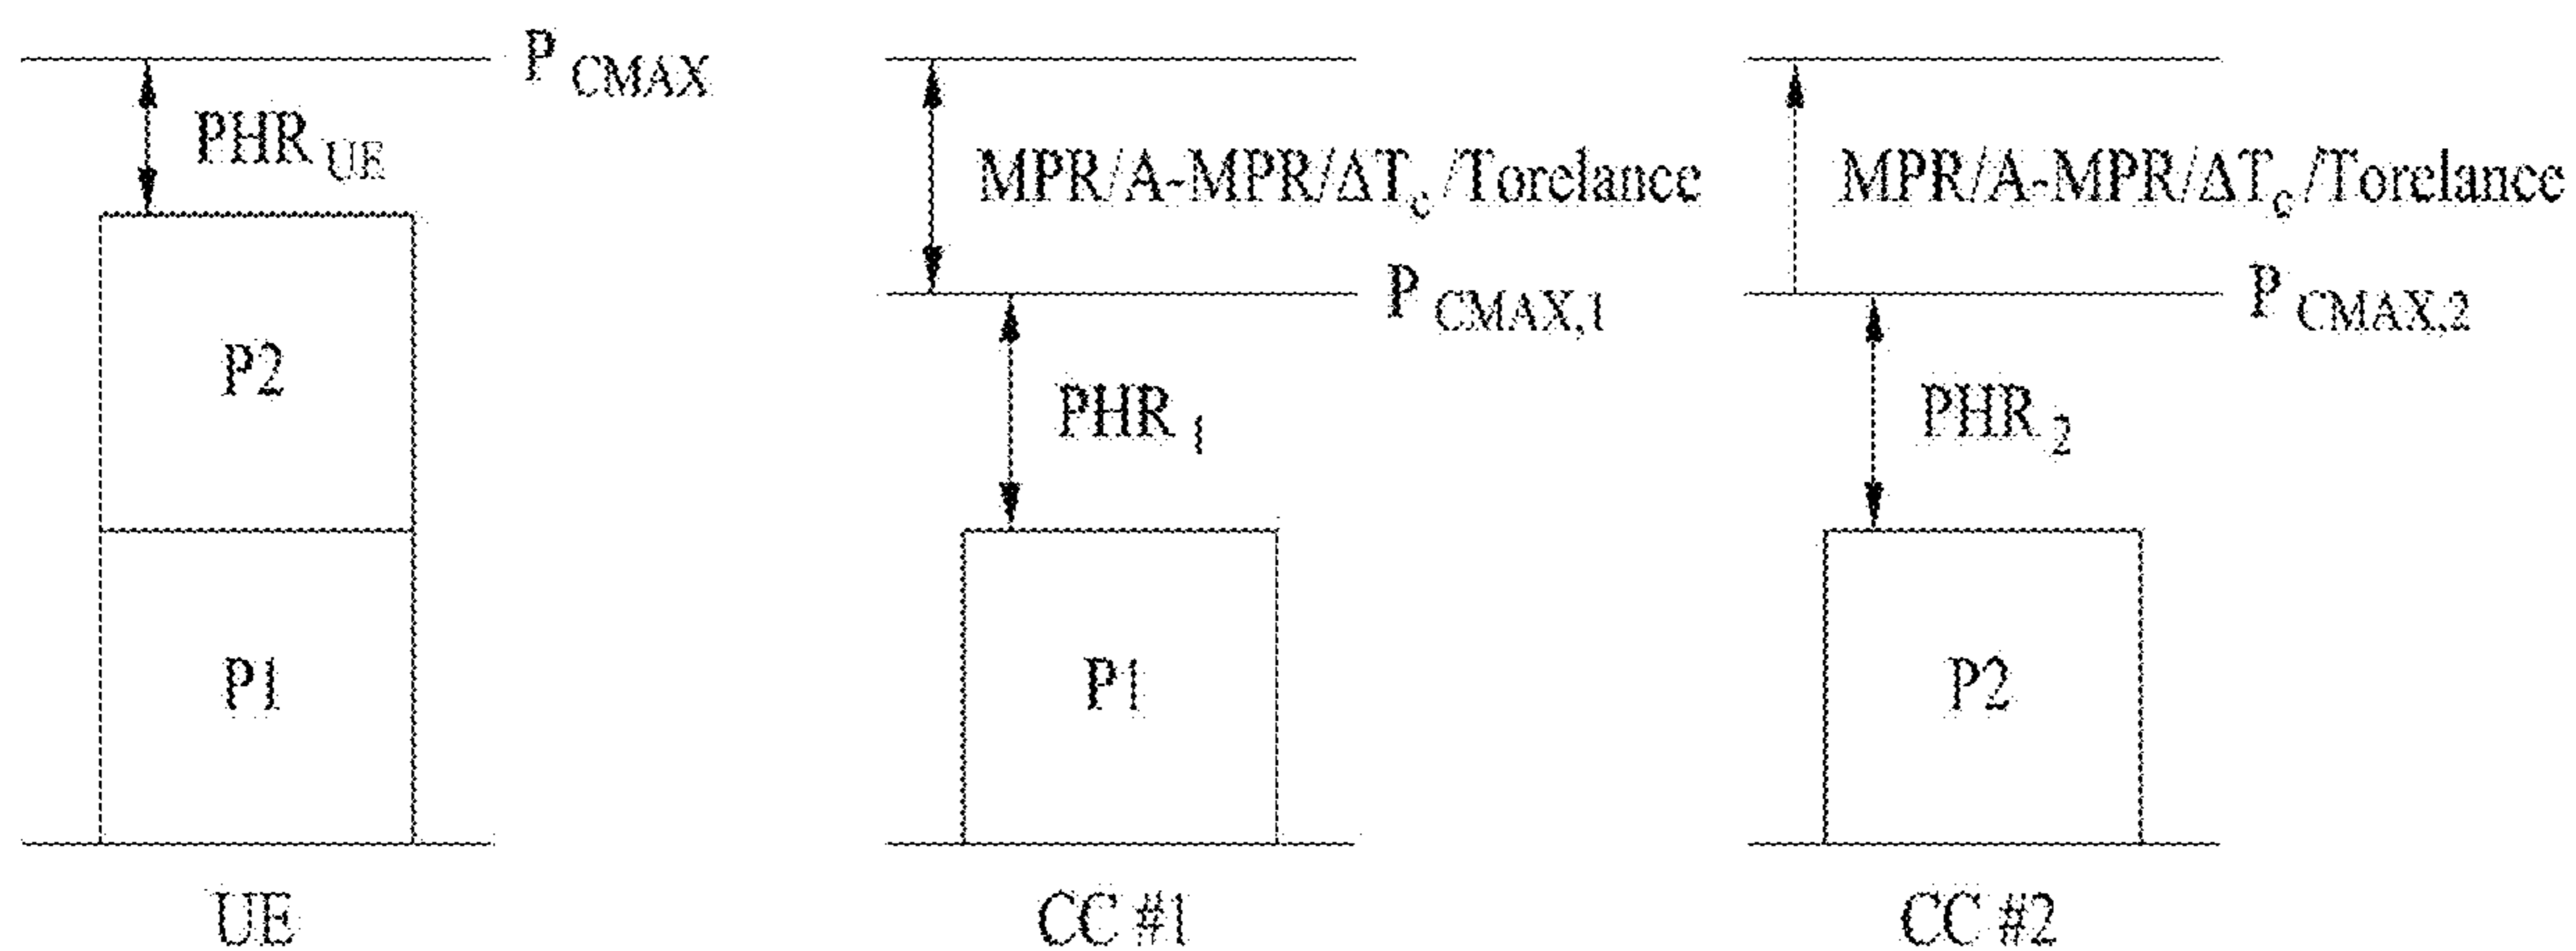 P CMAX
PHR UE
P2
P1
UE
MPR/A-MPR/ΔTc/Torelance
P CMAX,1
PHR 1
P1
CC #1
MPR/A-MPR/ΔTc/Torelance
P CMAX,2
PHR 2
P2
CC #2